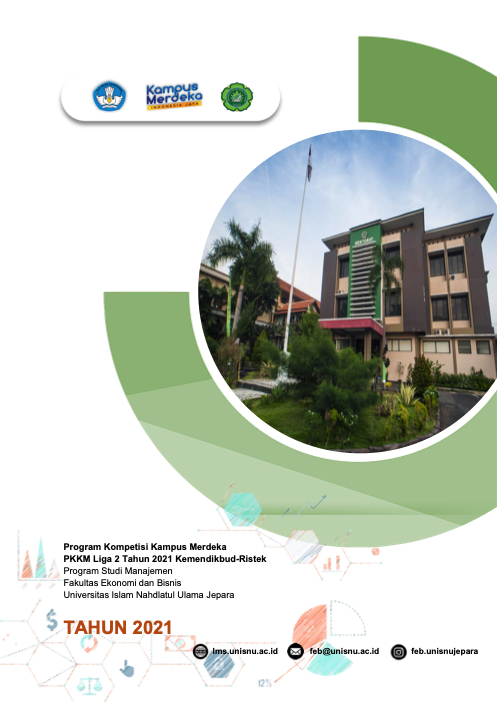 Kampus
Merdeka
INDONESIA JAYA
REKTORAT
Program Kompetisi Kampus Merdeka
PKKM Liga 2 Tahun 2021 Kemendikbud-Ristek
Program Studi Manajemen
Fakultas Ekonomi dan Bisnis
Universitas Islam Nahdlatul Ulama Jepara
$
TAHUN 2021
lms.unisnu.ac.id feb@unisnu.ac.id feb.unisnujepara
12%